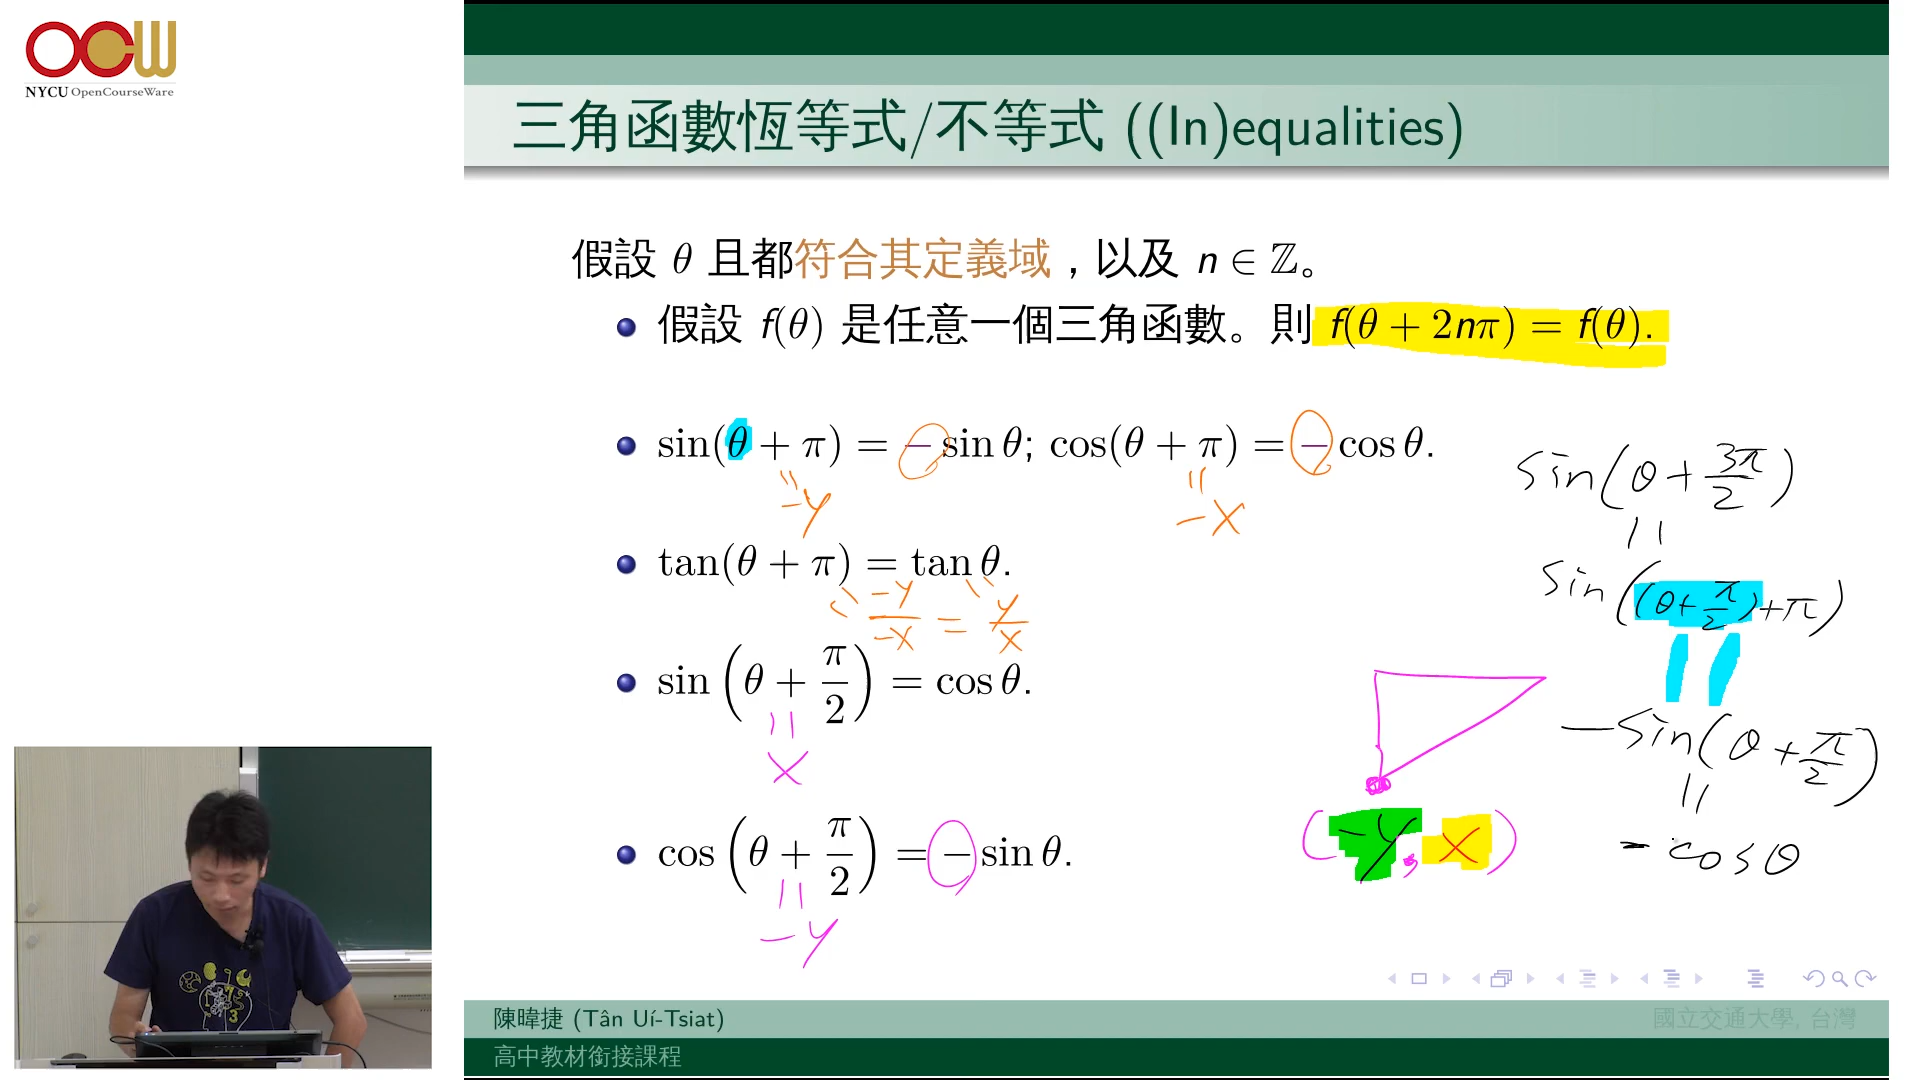 OCW
NYCU OpenCourseWare
三角函數恆等式/不等式 ((In)equalities)
假設 θ 且都符合其定義域，以及 n ∈ ℤ。
假設 f(θ) 是任意一個三角函數。則 f(θ + 2nπ) = f(θ).
sin(θ + π) = − sin θ; cos(θ + π) = − cos θ.
= −y
= −x
tan(θ + π) = tan θ.
−y/−x = y/x
sin(θ + π/2) = cos θ.
= x
cos(θ + π/2) = − sin θ.
= −y
(−y, x)
sin(θ + 3π/2)
=
sin((θ + π/2) + π)
=
−sin(θ + π/2)
=
−cosθ
陳暐捷 (Tân Uí-Tsiat)
國立交通大學, 台灣
高中教材銜接課程